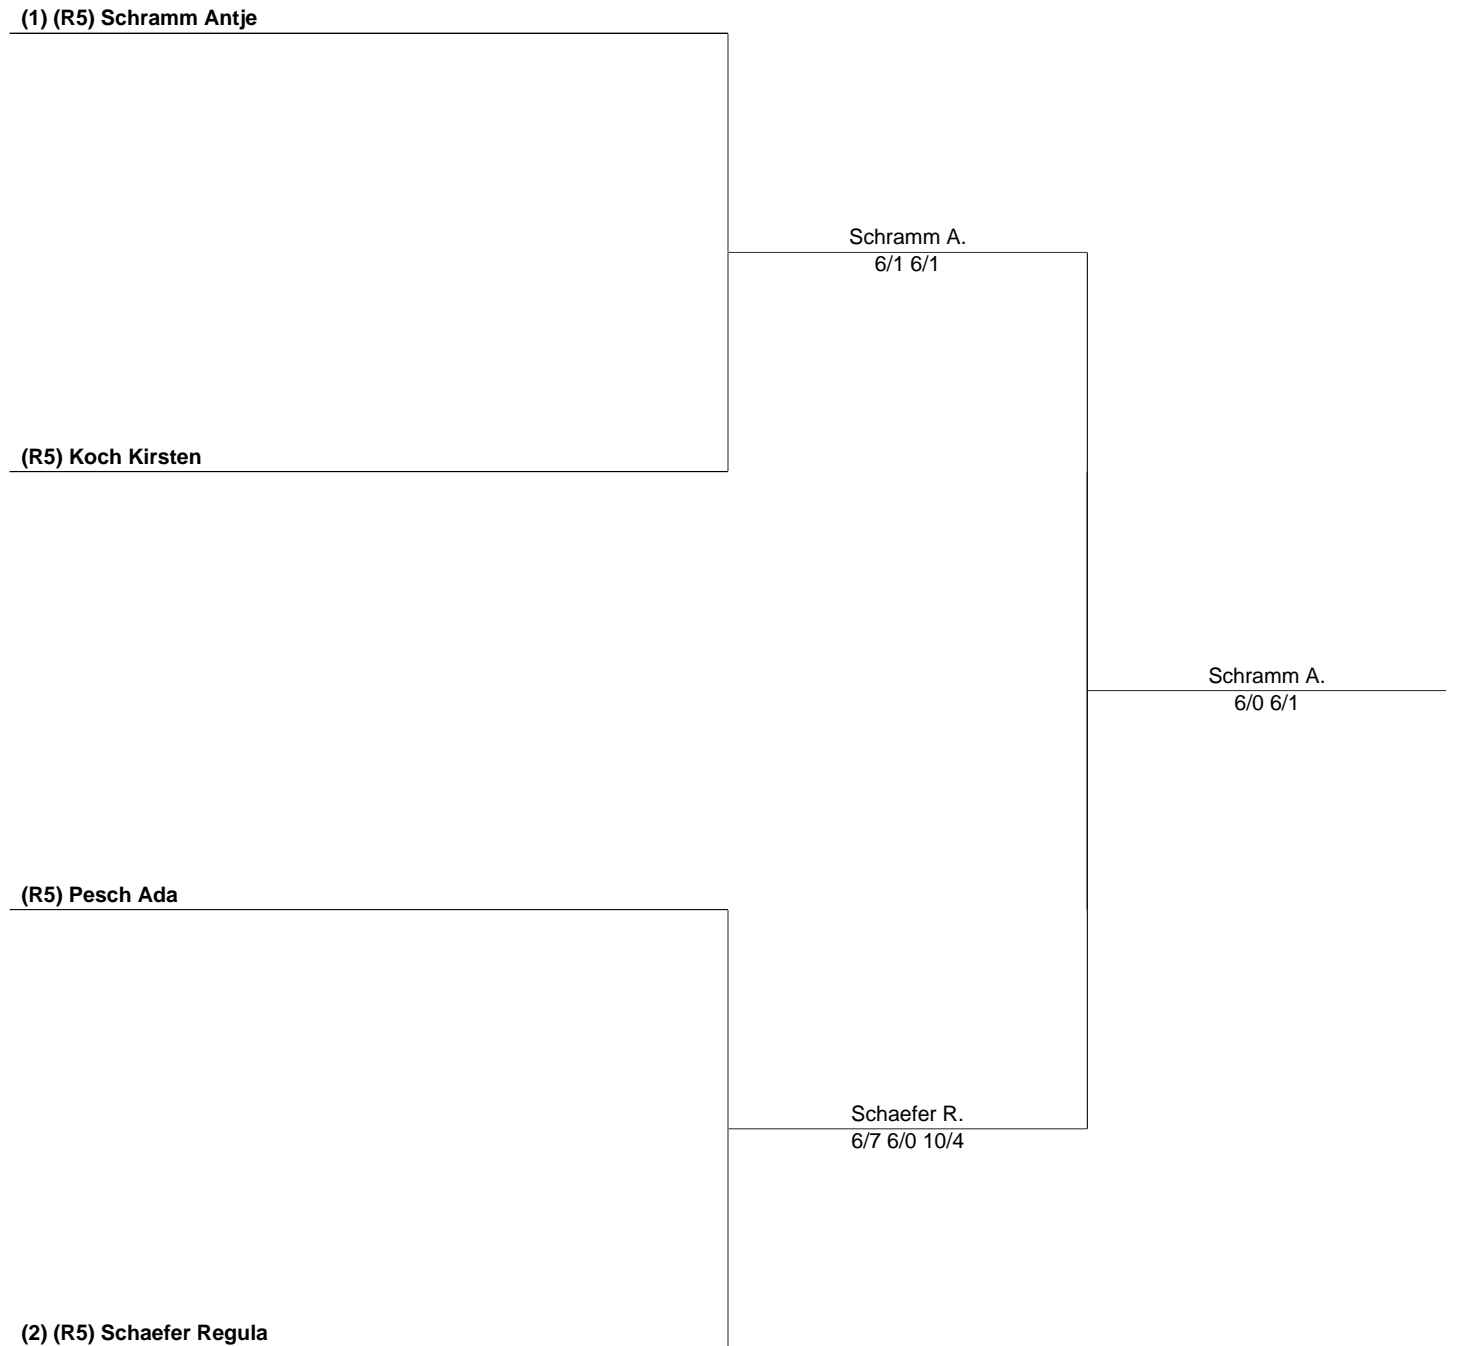 (1) (R5) Schramm Antje
Schramm A.
6/1 6/1
(R5) Koch Kirsten
Schramm A.
6/0 6/1
(R5) Pesch Ada
Schaefer R.
6/7 6/0 10/4
(2) (R5) Schaefer Regula